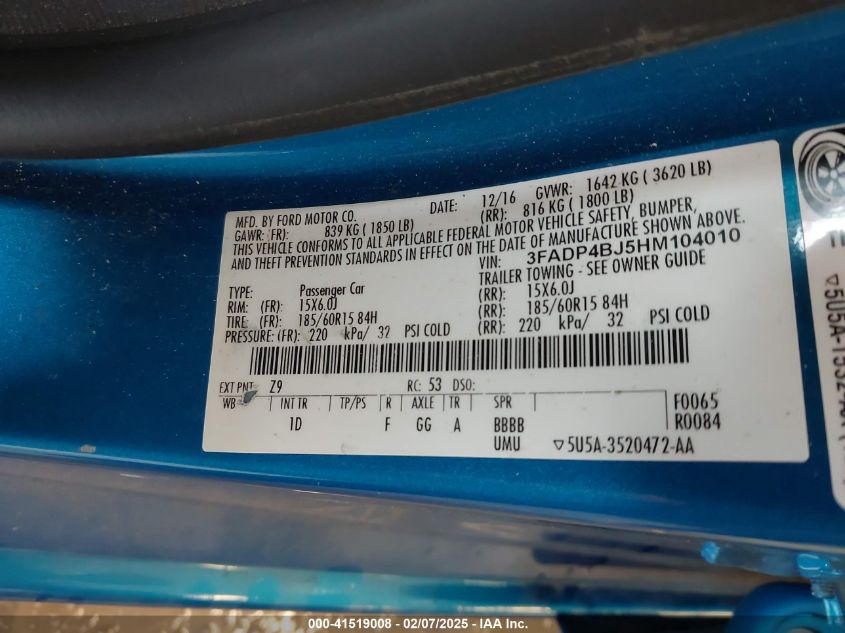 MFD. BY FORD MOTOR CO. DATE: 12/16 GVWR: 1642 KG ( 3620 LB)
GAWR: (FR): 839 KG ( 1850 LB) (RR): 816 KG ( 1800 LB)
THIS VEHICLE CONFORMS TO ALL APPLICABLE FEDERAL MOTOR VEHICLE SAFETY, BUMPER,
AND THEFT PREVENTION STANDARDS IN EFFECT ON THE DATE OF MANUFACTURE SHOWN ABOVE.
VIN: 3FADP4BJ5HM104010
TYPE: Passenger Car TRAILER TOWING - SEE OWNER GUIDE
RIM: (FR): 15X6.0J (RR): 15X6.0J
TIRE: (FR): 185/60R15 84H (RR): 185/60R15 84H
PRESSURE: (FR): 220 kPa/ 32 PSI COLD (RR): 220 kPa/ 32 PSI COLD
EXT PNT: Z9 RC: 53 DSO:
WB INT TR TP/PS R AXLE TR SPR F0065
1D F GG A BBBB R0084
UMU ▽5U5A-3520472-AA
▽5U5A-1532
000-41519008 — 02/07/2025 — IAA Inc.